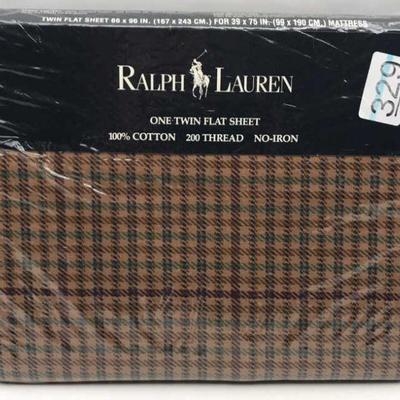 TWIN FLAT SHEET 66 x 96 IN. (167 x 243 CM.) FOR 39 x 75 IN. (99 x 190 CM.) MATTRESS
329
RALPH LAUREN
ONE TWIN FLAT SHEET
100% COTTON 200 THREAD NO-IRON